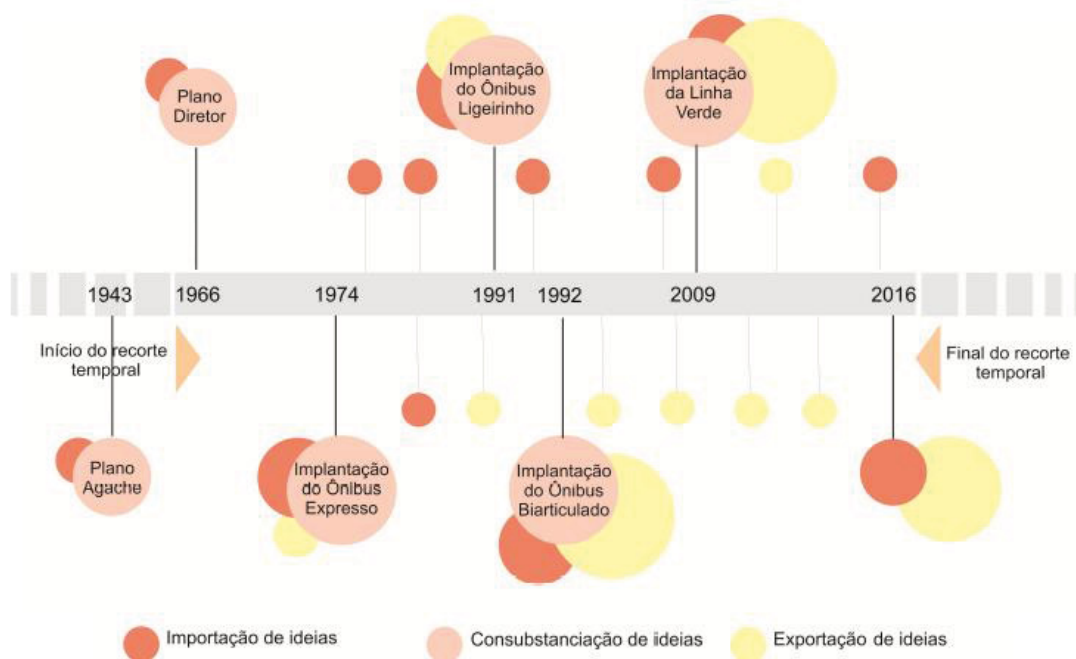 Plano
Diretor
Implantação
do Ônibus
Ligeirinho
Implantação
da Linha
Verde
1943
1966
1974
1991
1992
2009
2016
Início do recorte
temporal
Final do recorte
temporal
Plano
Agache
Implantação
do Ônibus
Expresso
Implantação
do Ônibus
Biarticulado
Importação de ideias
Consubstanciação de ideias
Exportação de ideias